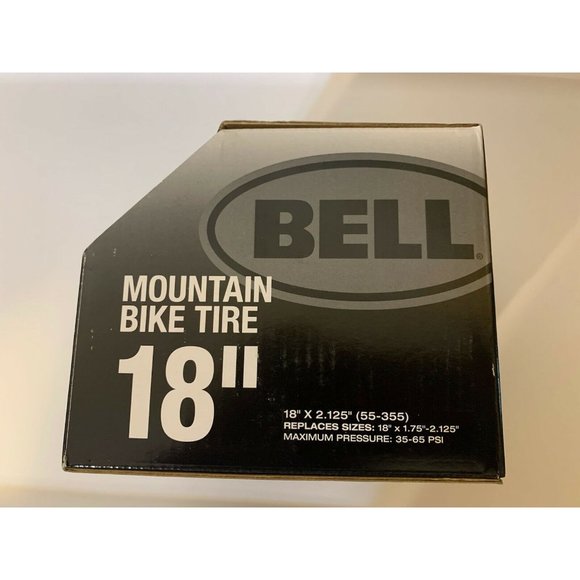 BELL®
MOUNTAIN
BIKE TIRE
18"
18" X 2.125" (55-355)
REPLACES SIZES: 18" x 1.75"-2.125"
MAXIMUM PRESSURE: 35-65 PSI